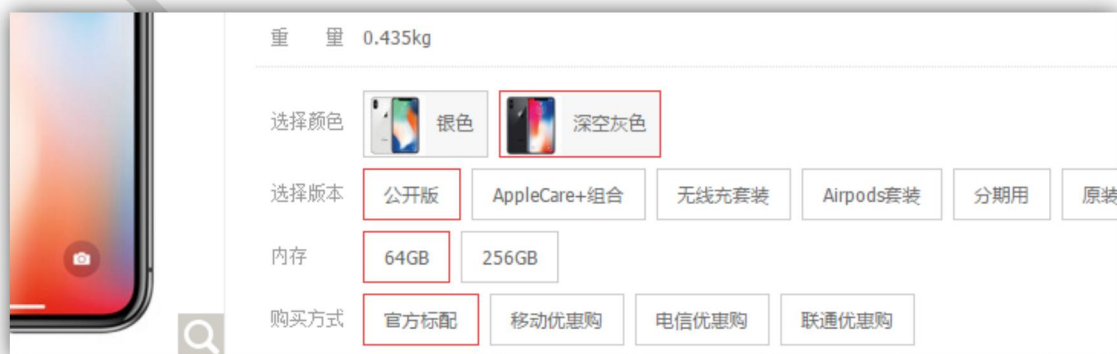 重 量 0.435kg
选择颜色 银色 深空灰色
选择版本 公开版 AppleCare+组合 无线充套装 Airpods套装 分期用 原装
内存 64GB 256GB
购买方式 官方标配 移动优惠购 电信优惠购 联通优惠购